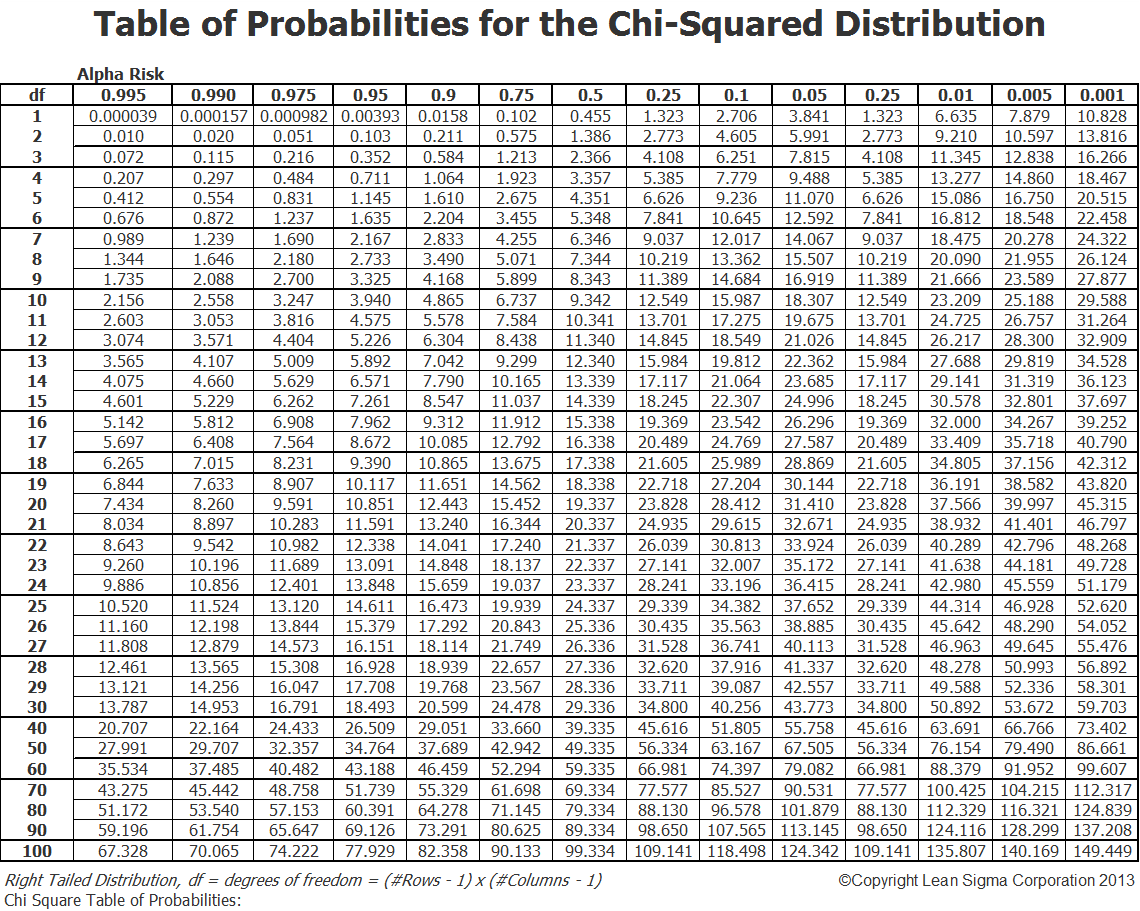 Table of Probabilities for the Chi-Squared Distribution
Alpha Risk
df 0.995 0.990 0.975 0.95 0.9 0.75 0.5 0.25 0.1 0.05 0.25 0.01 0.005 0.001
1 0.000039 0.000157 0.000982 0.00393 0.0158 0.102 0.455 1.323 2.706 3.841 1.323 6.635 7.879 10.828
2 0.010 0.020 0.051 0.103 0.211 0.575 1.386 2.773 4.605 5.991 2.773 9.210 10.597 13.816
3 0.072 0.115 0.216 0.352 0.584 1.213 2.366 4.108 6.251 7.815 4.108 11.345 12.838 16.266
4 0.207 0.297 0.484 0.711 1.064 1.923 3.357 5.385 7.779 9.488 5.385 13.277 14.860 18.467
5 0.412 0.554 0.831 1.145 1.610 2.675 4.351 6.626 9.236 11.070 6.626 15.086 16.750 20.515
6 0.676 0.872 1.237 1.635 2.204 3.455 5.348 7.841 10.645 12.592 7.841 16.812 18.548 22.458
7 0.989 1.239 1.690 2.167 2.833 4.255 6.346 9.037 12.017 14.067 9.037 18.475 20.278 24.322
8 1.344 1.646 2.180 2.733 3.490 5.071 7.344 10.219 13.362 15.507 10.219 20.090 21.955 26.124
9 1.735 2.088 2.700 3.325 4.168 5.899 8.343 11.389 14.684 16.919 11.389 21.666 23.589 27.877
10 2.156 2.558 3.247 3.940 4.865 6.737 9.342 12.549 15.987 18.307 12.549 23.209 25.188 29.588
11 2.603 3.053 3.816 4.575 5.578 7.584 10.341 13.701 17.275 19.675 13.701 24.725 26.757 31.264
12 3.074 3.571 4.404 5.226 6.304 8.438 11.340 14.845 18.549 21.026 14.845 26.217 28.300 32.909
13 3.565 4.107 5.009 5.892 7.042 9.299 12.340 15.984 19.812 22.362 15.984 27.688 29.819 34.528
14 4.075 4.660 5.629 6.571 7.790 10.165 13.339 17.117 21.064 23.685 17.117 29.141 31.319 36.123
15 4.601 5.229 6.262 7.261 8.547 11.037 14.339 18.245 22.307 24.996 18.245 30.578 32.801 37.697
16 5.142 5.812 6.908 7.962 9.312 11.912 15.338 19.369 23.542 26.296 19.369 32.000 34.267 39.252
17 5.697 6.408 7.564 8.672 10.085 12.792 16.338 20.489 24.769 27.587 20.489 33.409 35.718 40.790
18 6.265 7.015 8.231 9.390 10.865 13.675 17.338 21.605 25.989 28.869 21.605 34.805 37.156 42.312
19 6.844 7.633 8.907 10.117 11.651 14.562 18.338 22.718 27.204 30.144 22.718 36.191 38.582 43.820
20 7.434 8.260 9.591 10.851 12.443 15.452 19.337 23.828 28.412 31.410 23.828 37.566 39.997 45.315
21 8.034 8.897 10.283 11.591 13.240 16.344 20.337 24.935 29.615 32.671 24.935 38.932 41.401 46.797
22 8.643 9.542 10.982 12.338 14.041 17.240 21.337 26.039 30.813 33.924 26.039 40.289 42.796 48.268
23 9.260 10.196 11.689 13.091 14.848 18.137 22.337 27.141 32.007 35.172 27.141 41.638 44.181 49.728
24 9.886 10.856 12.401 13.848 15.659 19.037 23.337 28.241 33.196 36.415 28.241 42.980 45.559 51.179
25 10.520 11.524 13.120 14.611 16.473 19.939 24.337 29.339 34.382 37.652 29.339 44.314 46.928 52.620
26 11.160 12.198 13.844 15.379 17.292 20.843 25.336 30.435 35.563 38.885 30.435 45.642 48.290 54.052
27 11.808 12.879 14.573 16.151 18.114 21.749 26.336 31.528 36.741 40.113 31.528 46.963 49.645 55.476
28 12.461 13.565 15.308 16.928 18.939 22.657 27.336 32.620 37.916 41.337 32.620 48.278 50.993 56.892
29 13.121 14.256 16.047 17.708 19.768 23.567 28.336 33.711 39.087 42.557 33.711 49.588 52.336 58.301
30 13.787 14.953 16.791 18.493 20.599 24.478 29.336 34.800 40.256 43.773 34.800 50.892 53.672 59.703
40 20.707 22.164 24.433 26.509 29.051 33.660 39.335 45.616 51.805 55.758 45.616 63.691 66.766 73.402
50 27.991 29.707 32.357 34.764 37.689 42.942 49.335 56.334 63.167 67.505 56.334 76.154 79.490 86.661
60 35.534 37.485 40.482 43.188 46.459 52.294 59.335 66.981 74.397 79.082 66.981 88.379 91.952 99.607
70 43.275 45.442 48.758 51.739 55.329 61.698 69.334 77.577 85.527 90.531 77.577 100.425 104.215 112.317
80 51.172 53.540 57.153 60.391 64.278 71.145 79.334 88.130 96.578 101.879 88.130 112.329 116.321 124.839
90 59.196 61.754 65.647 69.126 73.291 80.625 89.334 98.650 107.565 113.145 98.650 124.116 128.299 137.208
100 67.328 70.065 74.222 77.929 82.358 90.133 99.334 109.141 118.498 124.342 109.141 135.807 140.169 149.449
Right Tailed Distribution, df = degrees of freedom = (#Rows - 1) x (#Columns - 1) ©Copyright Lean Sigma Corporation 2013
Chi Square Table of Probabilities: